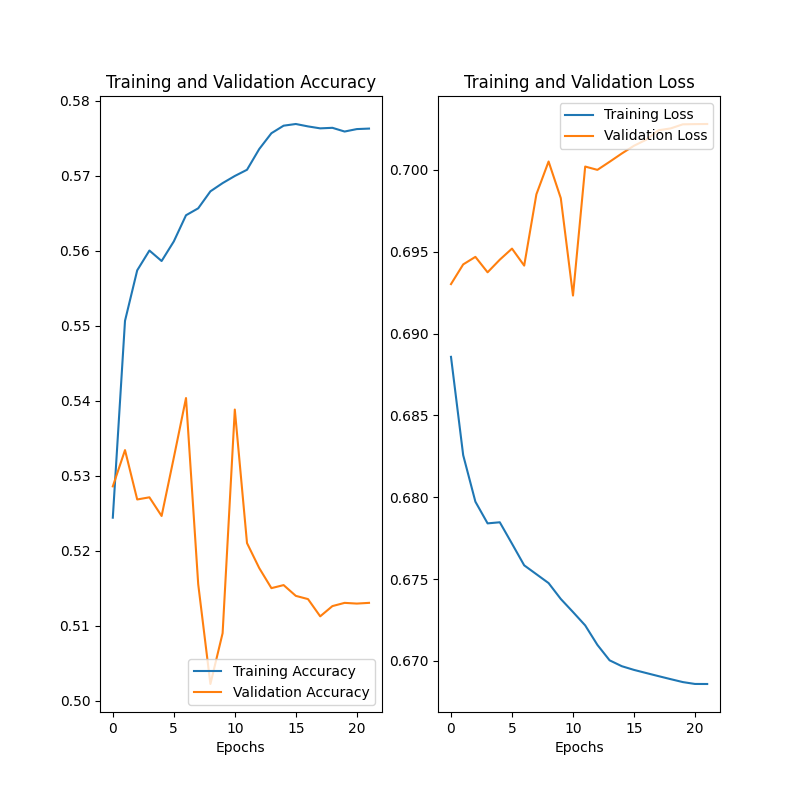 Training and Validation Accuracy
0.58
0.57
0.56
0.55
0.54
0.53
0.52
0.51
0.50
0 5 10 15 20
Epochs
Training Accuracy
Validation Accuracy
Training and Validation Loss
0.700
0.695
0.690
0.685
0.680
0.675
0.670
0 5 10 15 20
Epochs
Training Loss
Validation Loss